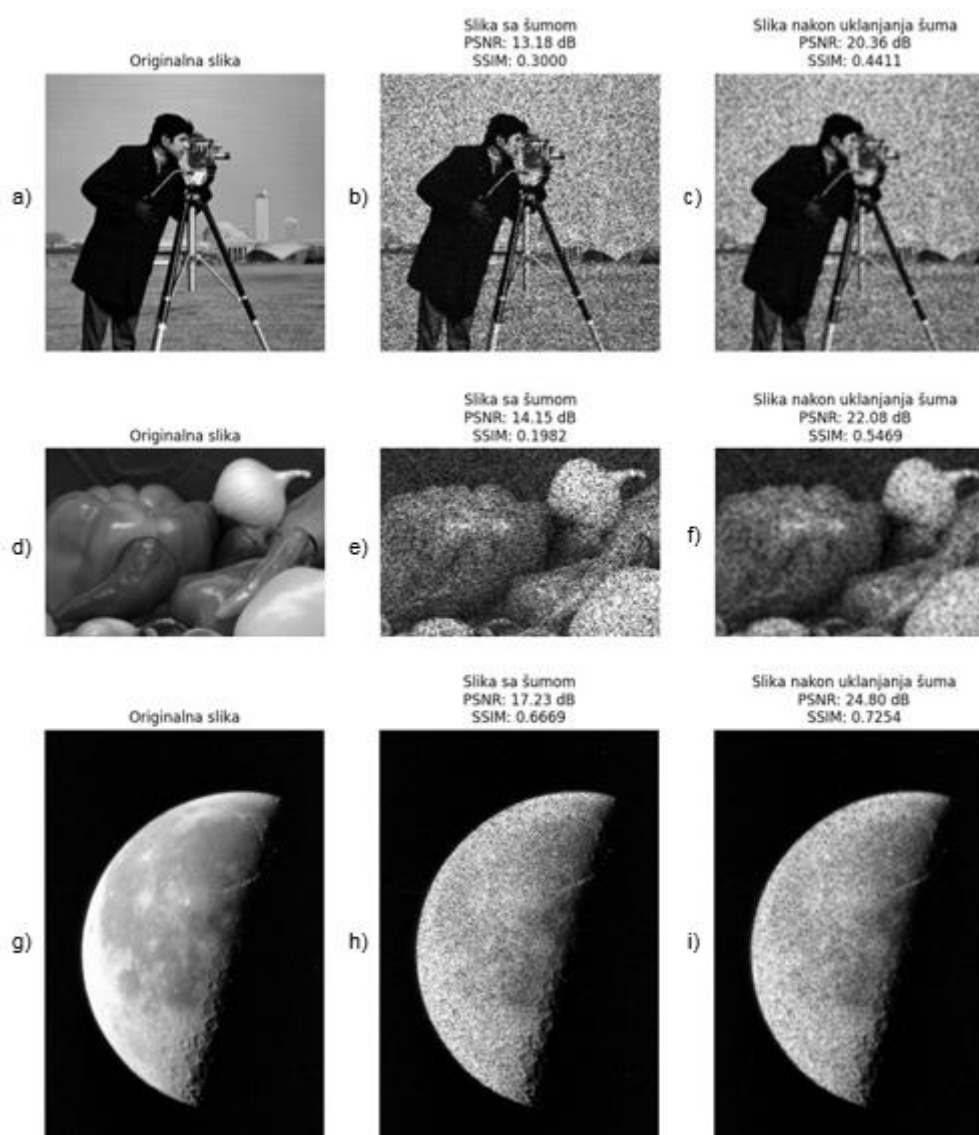 Originalna slika
Slika sa šumom
PSNR: 13.18 dB
SSIM: 0.3000
Slika nakon uklanjanja šuma
PSNR: 20.36 dB
SSIM: 0.4411
a)
b)
c)
Originalna slika
Slika sa šumom
PSNR: 14.15 dB
SSIM: 0.1982
Slika nakon uklanjanja šuma
PSNR: 22.08 dB
SSIM: 0.5469
d)
e)
f)
Originalna slika
Slika sa šumom
PSNR: 17.23 dB
SSIM: 0.6669
Slika nakon uklanjanja šuma
PSNR: 24.80 dB
SSIM: 0.7254
g)
h)
i)